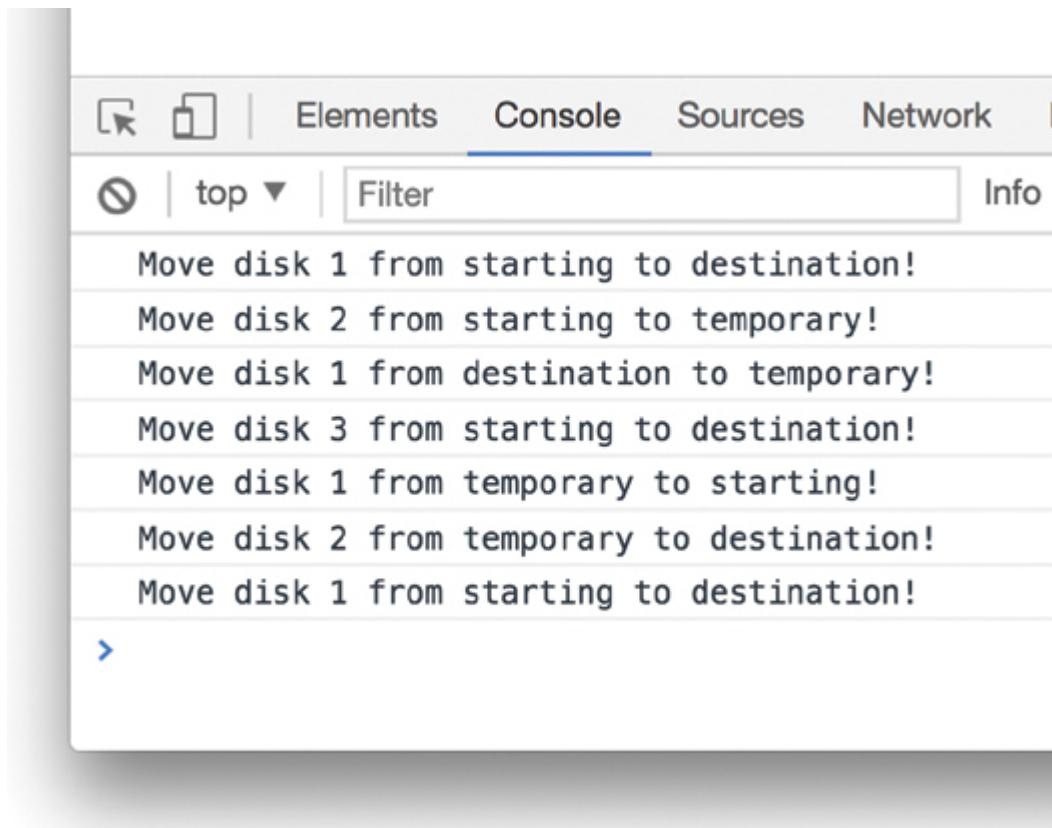 Elements Console Sources Network
top ▼ Filter Info
Move disk 1 from starting to destination!
Move disk 2 from starting to temporary!
Move disk 1 from destination to temporary!
Move disk 3 from starting to destination!
Move disk 1 from temporary to starting!
Move disk 2 from temporary to destination!
Move disk 1 from starting to destination!
>